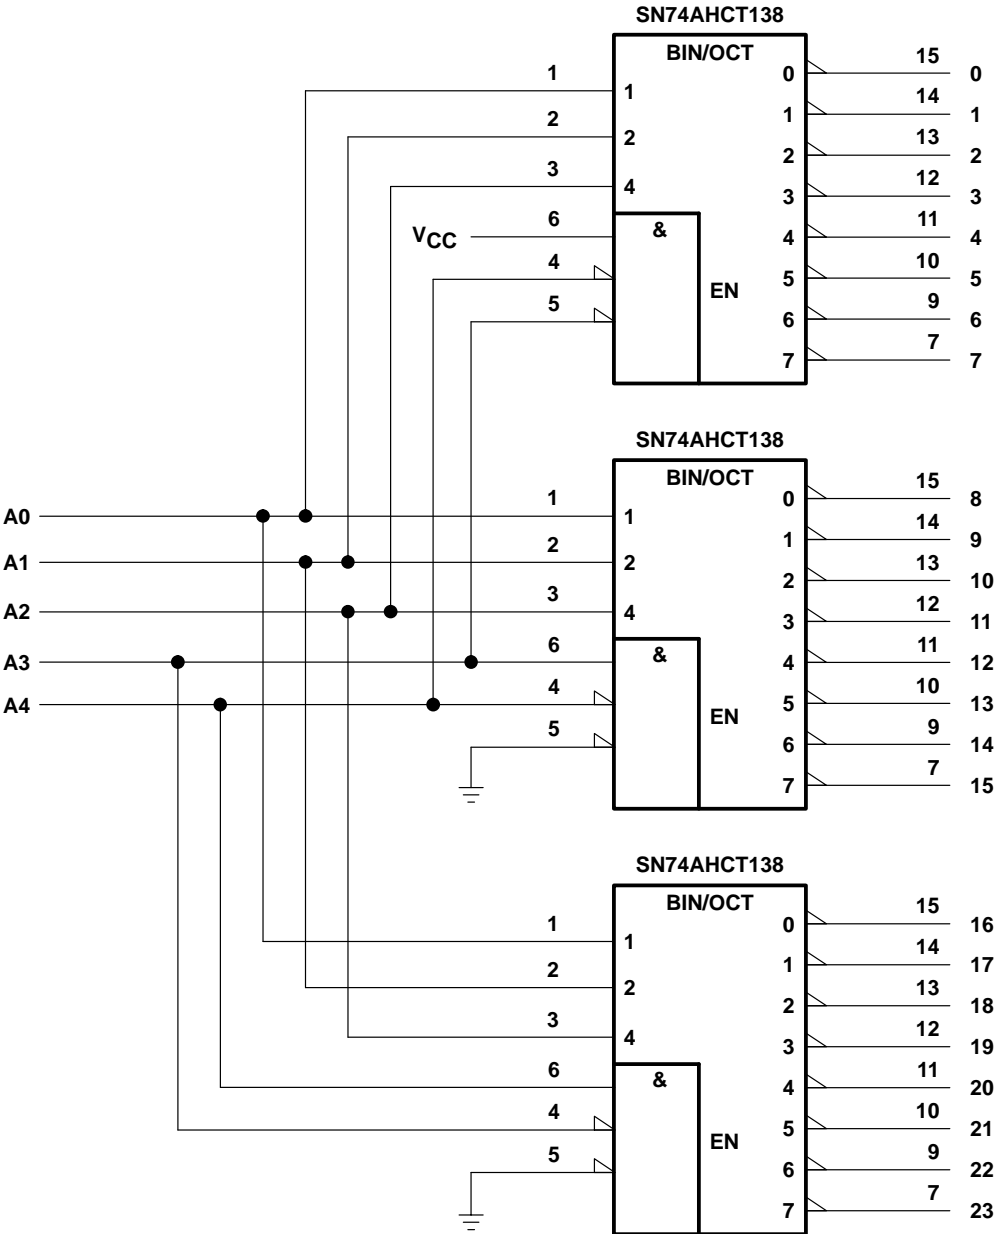 SN74AHCT138
BIN/OCT
1 1 0 15 0
2 2 1 14 1
3 4 2 13 2
3 12 3
VCC 6 & 4 11 4
4 EN 5 10 5
5 6 9 6
7 7 7
SN74AHCT138
BIN/OCT
A0 1 1 0 15 8
A1 2 2 1 14 9
A2 3 4 2 13 10
3 12 11
A3 6 & 4 11 12
A4 4 EN 5 10 13
5 6 9 14
7 7 15
SN74AHCT138
BIN/OCT
1 1 0 15 16
2 2 1 14 17
3 4 2 13 18
3 12 19
6 & 4 11 20
4 EN 5 10 21
5 6 9 22
7 7 23